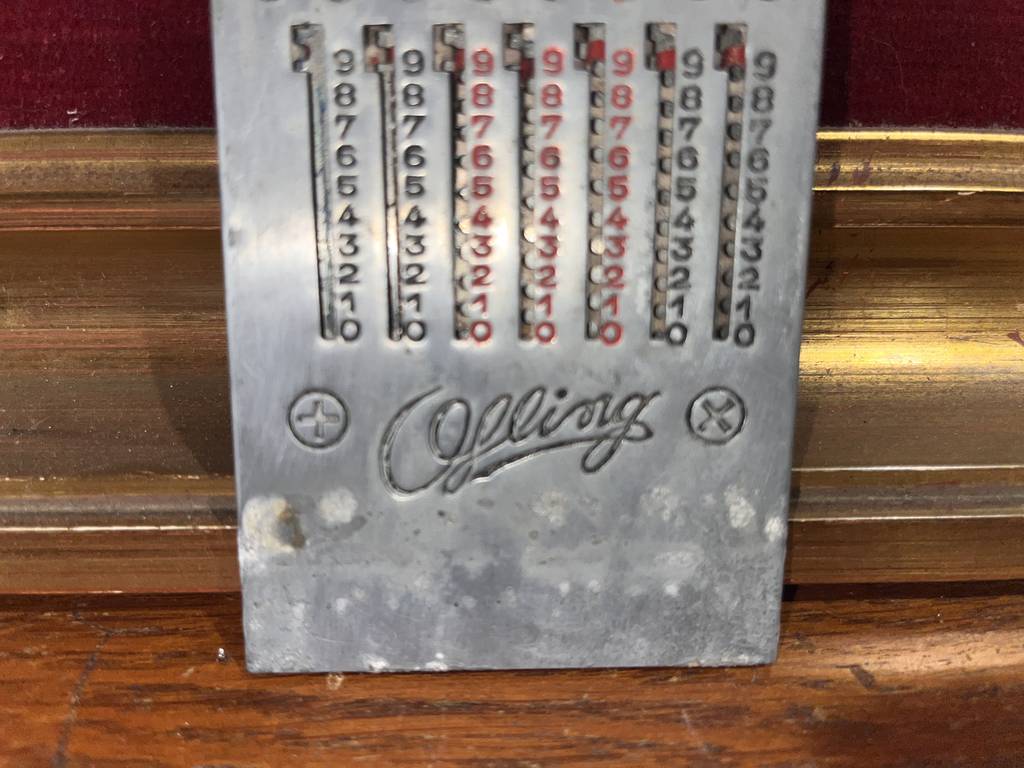 9 9 9 9 9 9 9
8 8 8 8 8 8 8
7 7 7 7 7 7 7
6 6 6 6 6 6 6
5 5 5 5 5 5 5
4 4 4 4 4 4 4
3 3 3 3 3 3 3
2 2 2 2 2 2 2
1 1 1 1 1 1 1
0 0 0 0 0 0 0
+ ×